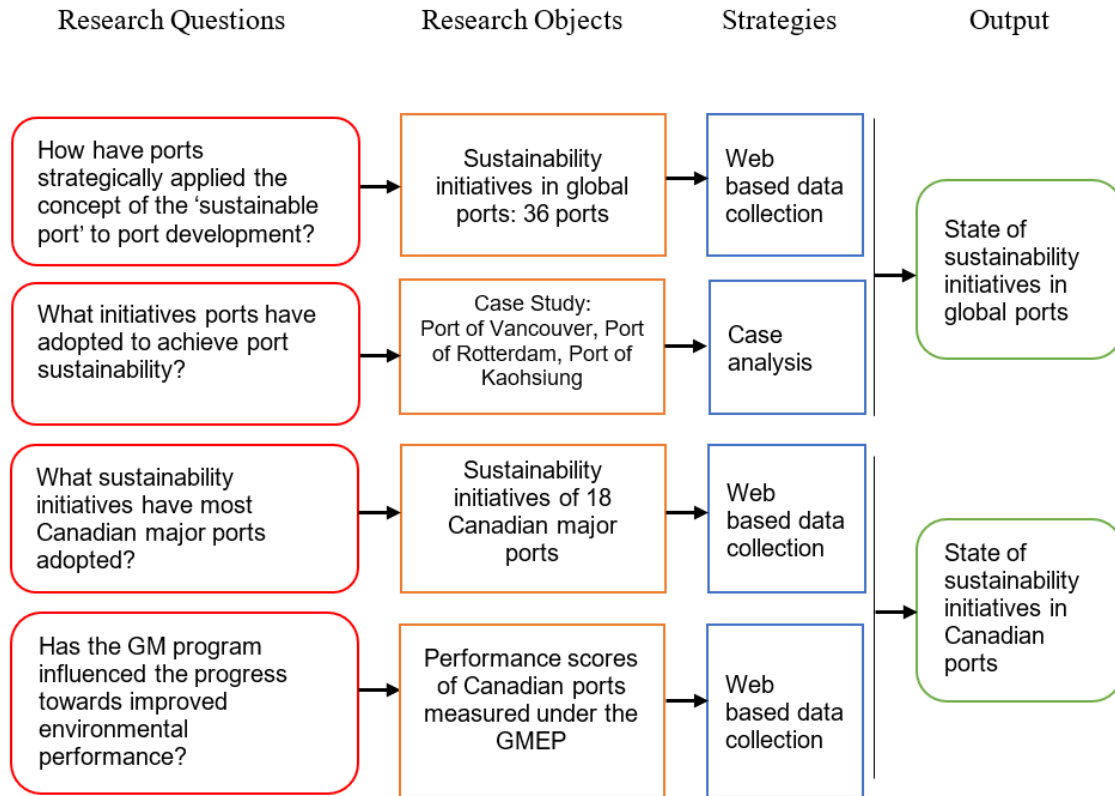 Research Questions
Research Objects
Strategies
Output
How have ports
strategically applied the
concept of the ‘sustainable
port’ to port development?
Sustainability
initiatives in global
ports: 36 ports
Web
based data
collection
What initiatives ports have
adopted to achieve port
sustainability?
Case Study:
Port of Vancouver, Port
of Rotterdam, Port of
Kaohsiung
Case
analysis
State of
sustainability
initiatives in
global ports
What sustainability
initiatives have most
Canadian major ports
adopted?
Sustainability
initiatives of 18
Canadian major
ports
Web
based data
collection
Has the GM program
influenced the progress
towards improved
environmental
performance?
Performance scores
of Canadian ports
measured under the
GMEP
Web
based data
collection
State of
sustainability
initiatives in
Canadian
ports